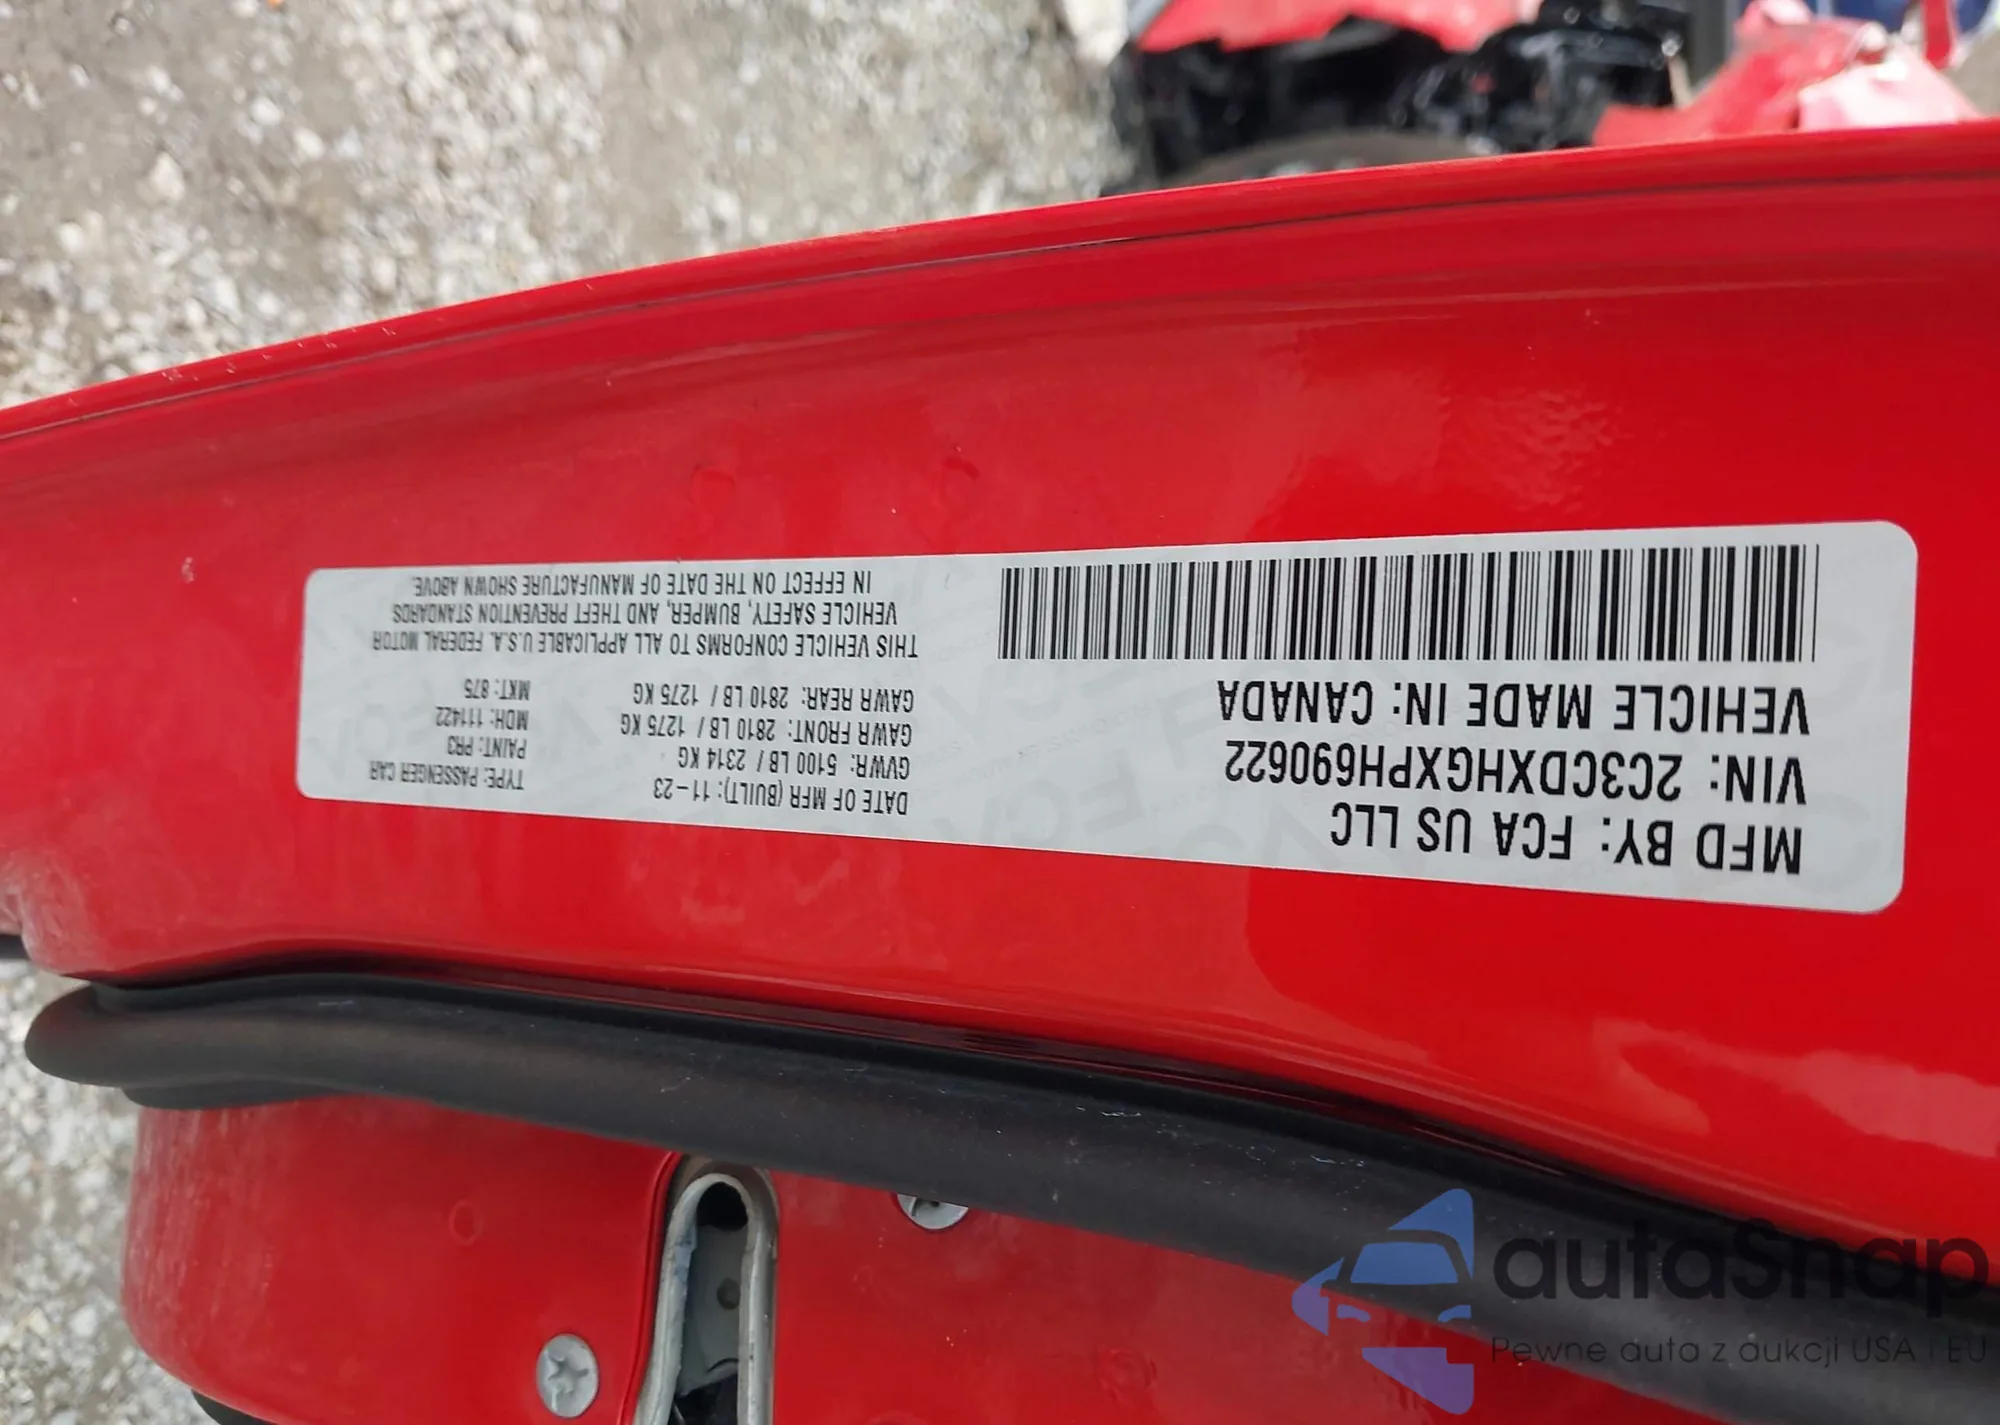 MFD BY: FCA US LLC
VIN: 2C3CDXHGXPH690622
VEHICLE MADE IN: CANADA
DATE OF MFR (BUILT): 11-23
GVWR: 5100 LB / 2314 KG
GAWR FRONT: 2810 LB / 1275 KG
GAWR REAR: 2810 LB / 1275 KG
TYPE: PASSENGER CAR
PAINT: PR3
MDH: 111422
MKT: 875
THIS VEHICLE CONFORMS TO ALL APPLICABLE U.S.A. FEDERAL MOTOR
VEHICLE SAFETY, BUMPER, AND THEFT PREVENTION STANDARDS
IN EFFECT ON THE DATE OF MANUFACTURE SHOWN ABOVE.
autoSnap
Pewne auta z aukcji USA i EU